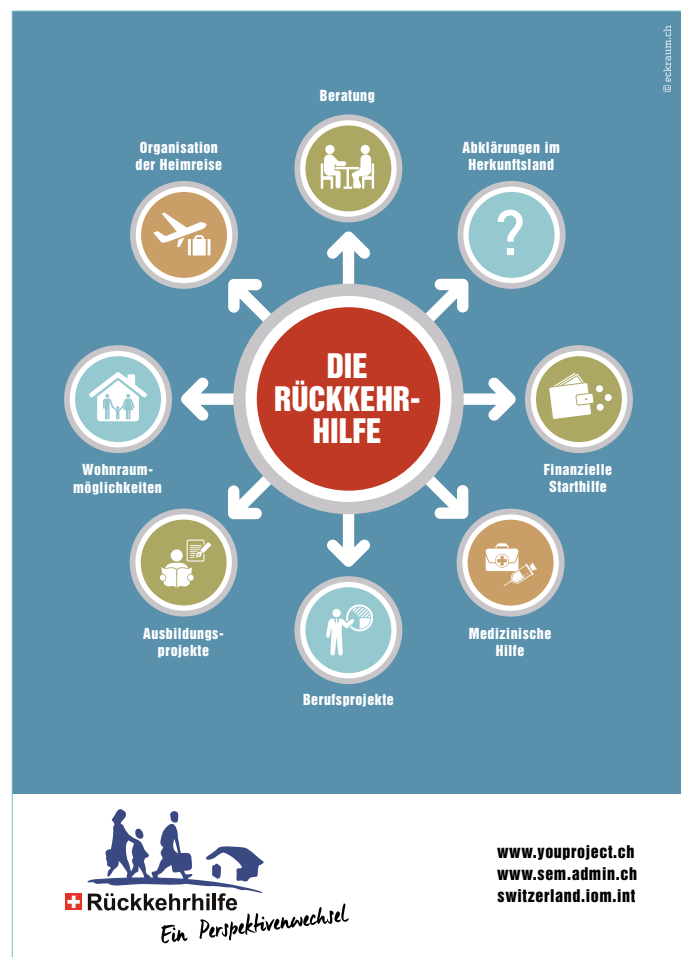 © eckraum.ch
Beratung
Organisation
der Heimreise
Abklärungen im
Herkunftsland
?
DIE
RÜCKKEHR-
HILFE
Wohnraum-
möglichkeiten
Finanzielle
Starthilfe
Ausbildungs-
projekte
Medizinische
Hilfe
Berufsprojekte
Rückkehrhilfe
Ein Perspektivenwechsel
www.youproject.ch
www.sem.admin.ch
switzerland.iom.int